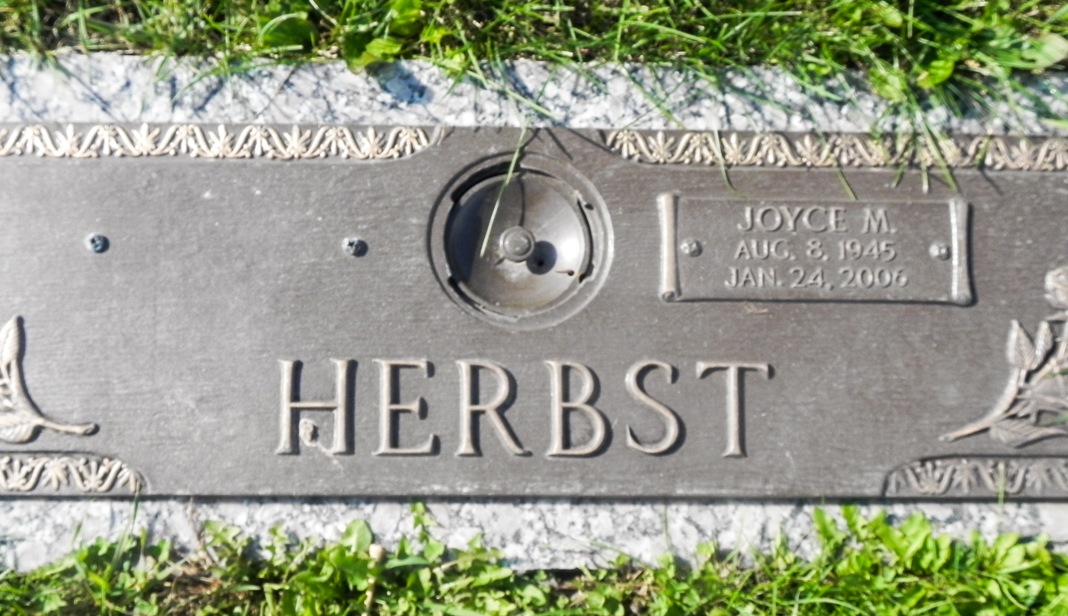 JOYCE M.
AUG. 8, 1945
JAN. 24, 2006
HERBST